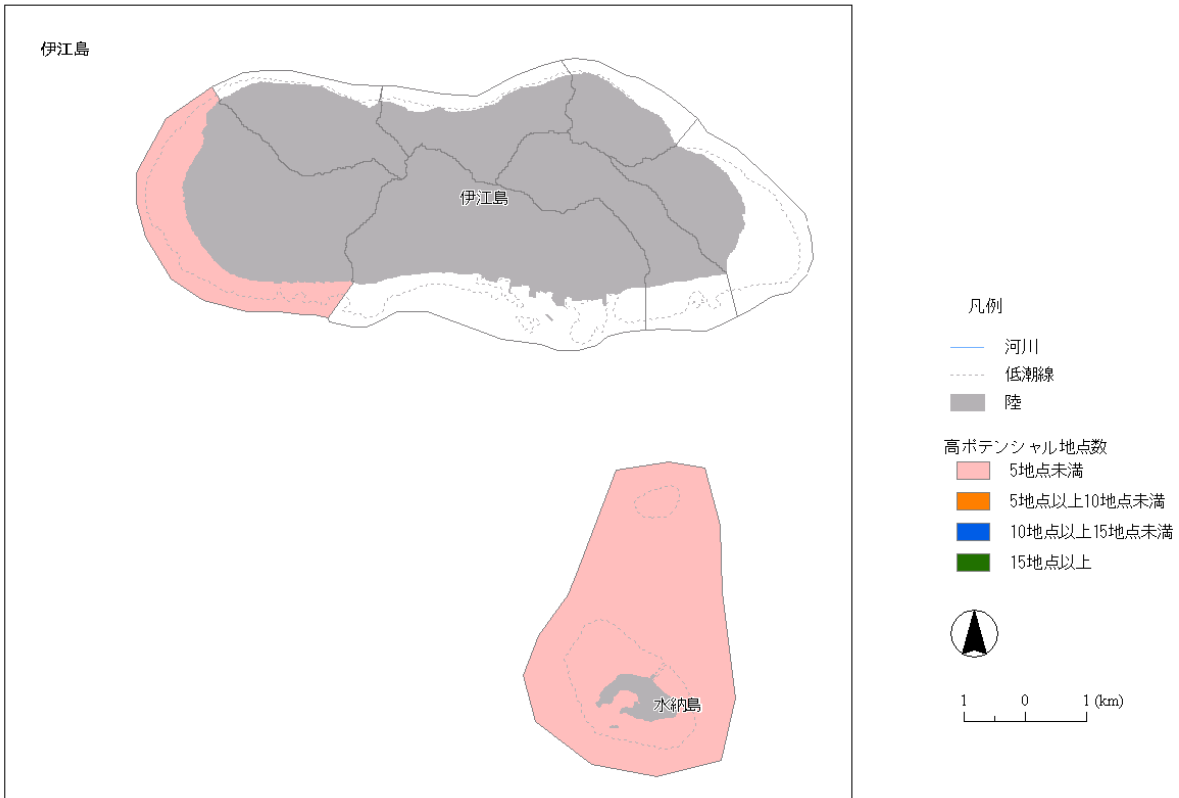 伊江島
伊江島
水納島
凡例
河川
低潮線
陸
高ポテンシャル地点数
5地点未満
5地点以上10地点未満
10地点以上15地点未満
15地点以上
1 0 1 (km)